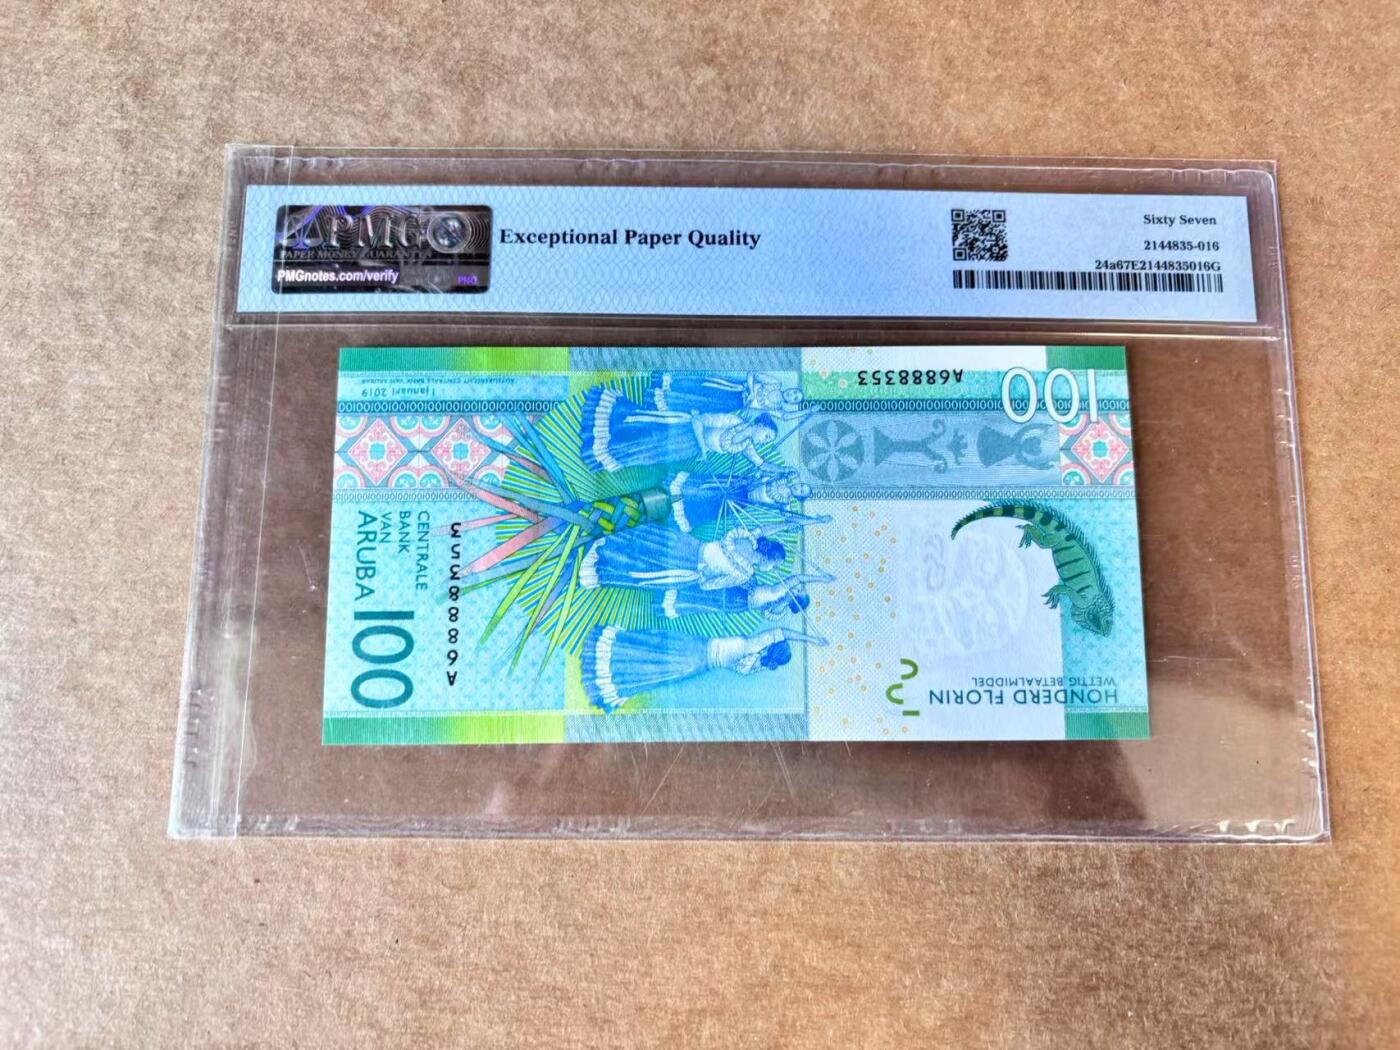 PMG
PAPER MONEY GUARANTY
PMGnotes.com/verify
PMG
Exceptional Paper Quality
Sixty Seven
2144835-016
24a67E2144835016G
1 januari 2019
A6888353
100
CENTRALE
BANK
VAN
ARUBA
100
A6888353
HONDERD FLORIN
WETTIG BETAALMIDDEL